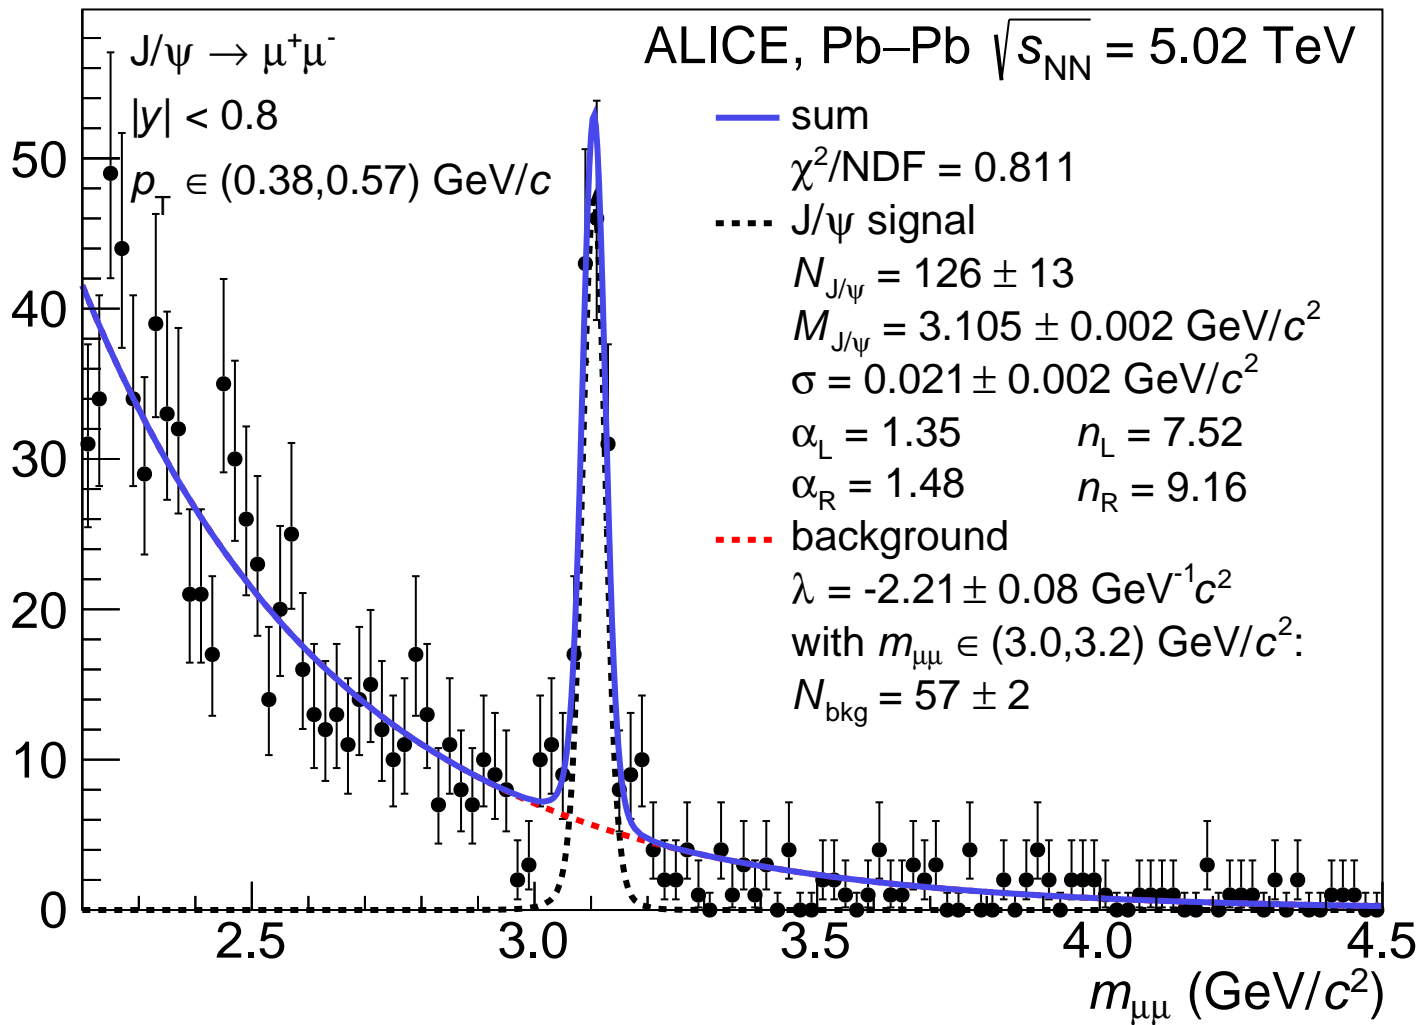 J/ψ → μ⁺μ⁻
|y| < 0.8
p_T ∈ (0.38,0.57) GeV/c
ALICE, Pb–Pb √s_NN = 5.02 TeV
sum
χ²/NDF = 0.811
J/ψ signal
N_J/ψ = 126 ± 13
M_J/ψ = 3.105 ± 0.002 GeV/c²
σ = 0.021 ± 0.002 GeV/c²
α_L = 1.35 n_L = 7.52
α_R = 1.48 n_R = 9.16
background
λ = -2.21 ± 0.08 GeV⁻¹c²
with m_μμ ∈ (3.0,3.2) GeV/c²:
N_bkg = 57 ± 2
50
40
30
20
10
0
2.5 3.0 3.5 4.0 4.5
m_μμ (GeV/c²)